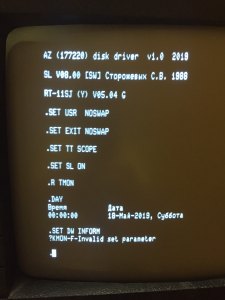 AZ (177220) disk driver v1.0 2019
SL V08.00 [SW] Сторожевых С.В. 1988
RT-11SJ (Y) V05.04 G
.SET USR NOSWAP
.SET EXIT NOSWAP
.SET TT SCOPE
.SET SL ON
.R TMON
.DAY
Время Дата
00:00:00 18-Май-2019, Суббота
.SET DW INFORM
?KMON-F-Invalid set parameter
.